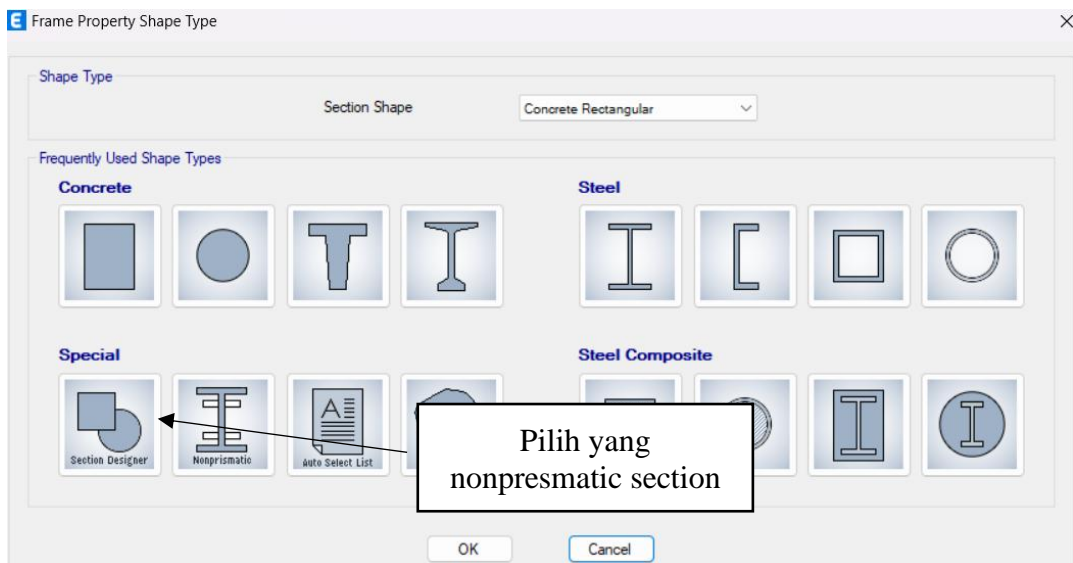 Frame Property Shape Type
Shape Type
Section Shape
Concrete Rectangular
Frequently Used Shape Types
Concrete
Steel
Special
Steel Composite
Section Designer
Nonprismatic
Auto Select List
Pilih yang
nonpresmatic section
OK
Cancel